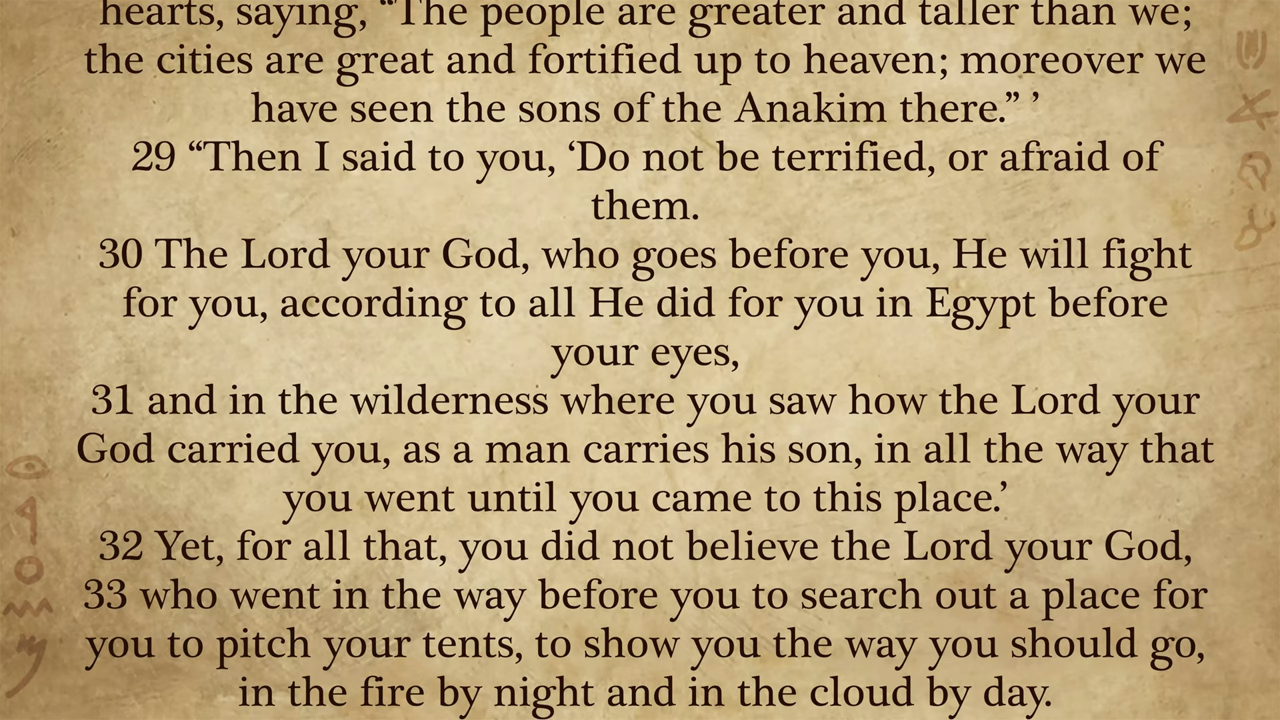 hearts, saying, “The people are greater and taller than we;
the cities are great and fortified up to heaven; moreover we
have seen the sons of the Anakim there.” ’
29 “Then I said to you, ‘Do not be terrified, or afraid of
them.
30 The Lord your God, who goes before you, He will fight
for you, according to all He did for you in Egypt before
your eyes,
31 and in the wilderness where you saw how the Lord your
God carried you, as a man carries his son, in all the way that
you went until you came to this place.’
32 Yet, for all that, you did not believe the Lord your God,
33 who went in the way before you to search out a place for
you to pitch your tents, to show you the way you should go,
in the fire by night and in the cloud by day.